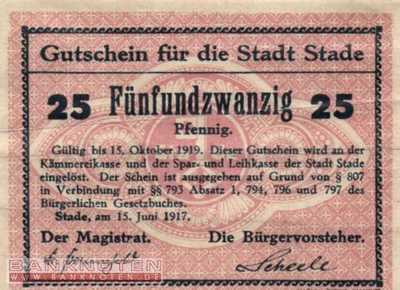 Gutschein für die Stadt Stade
25 Fünfundzwanzig 25
Pfennig.
Gültig bis 15. Oktober 1919. Dieser Gutschein wird an der
Kämmereikasse und der Spar- und Leihkasse der Stadt Stade
eingelöst. Der Schein ist ausgegeben auf Grund von § 807
in Verbindung mit §§ 793 Absatz 1, 794, 796 und 797 des
Bürgerlichen Gesetzbuches.
Stade, am 15. Juni 1917.
Der Magistrat. Die Bürgervorsteher.
Scheele
BANKNOTEN